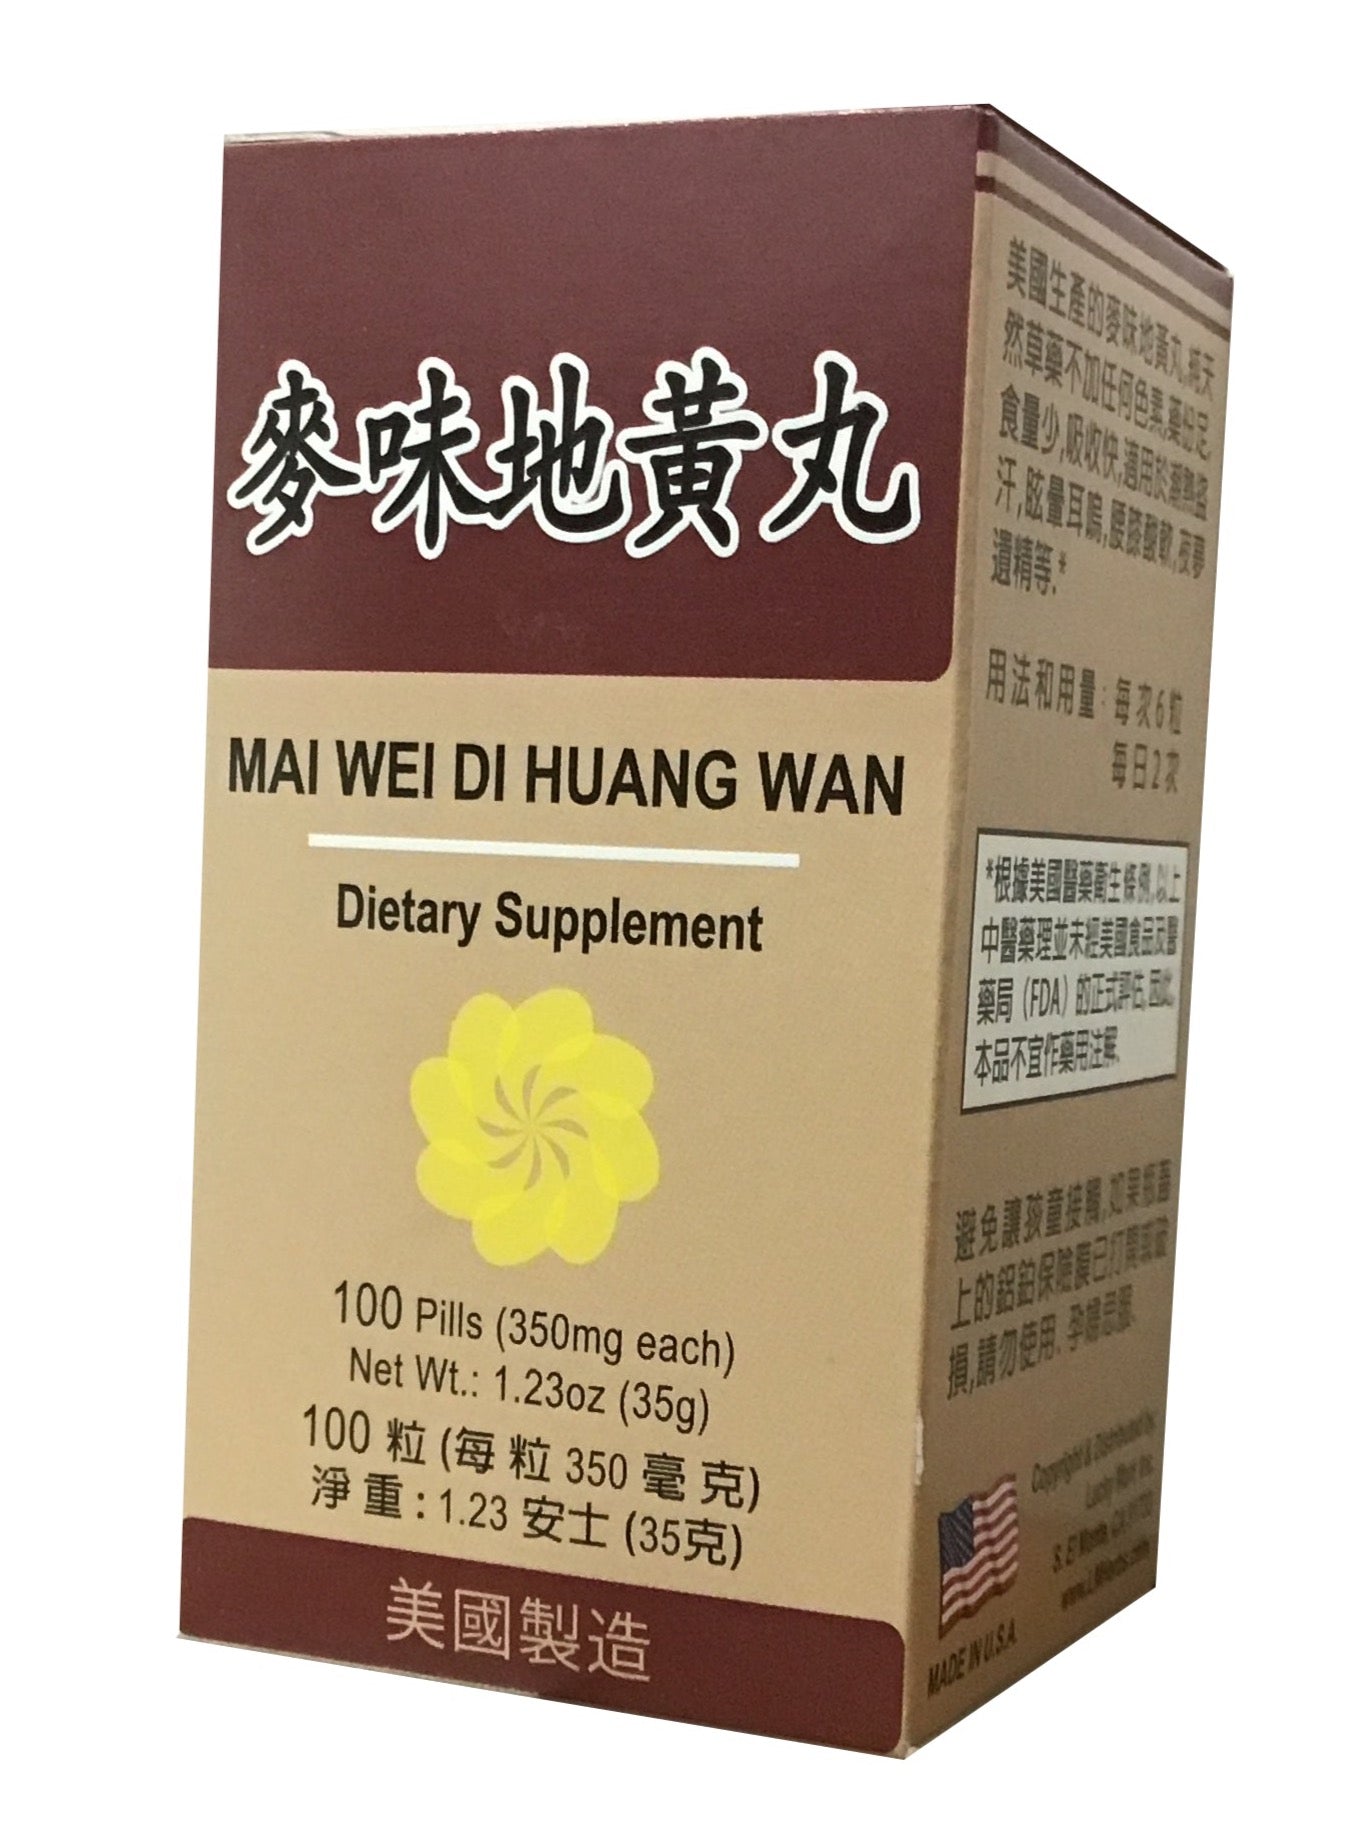 麥味地黃丸
MAI WEI DI HUANG WAN
Dietary Supplement
100 Pills (350mg each)
Net Wt.: 1.23oz (35g)
100 粒 (每 粒 350 毫 克)
淨 重 : 1.23 安士 (35克)
美國製造
美國生產的麥味地黃丸,純天
然草藥不加任何色素,藥份足,
食量少,吸收快,適用於潮熱盜
汗,眩暈耳鳴,腰膝酸軟,夜夢
遺精等.*
用法和用量：每 次 6 粒
每 日 2 次
*根據美國醫藥衛生條例,以上
中醫藥理並未經美國食品及醫
藥局（FDA）的正式評估,因此,
本品不宜作藥用注解.
避免讓孩童接觸,如果瓶蓋
上的鋁鉑保險膜已打開或破
損,請勿使用. 孕婦忌服.
Copyright & Distributed by:
S. El Monte, CA
MADE IN U.S.A.